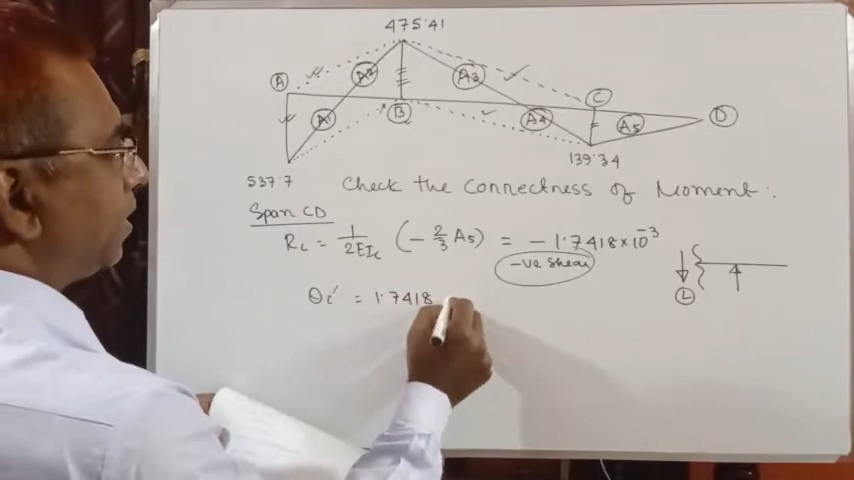 475.41
A
A2
A3
C
A1
B
A4
A5
D
537.7
139.34
Check the Correctness of Moment:
Span CD
Rc = 1/2EIc (- 2/3 A5) = - 1.7418×10^-3
-ve shear
L
θc' = 1.7418